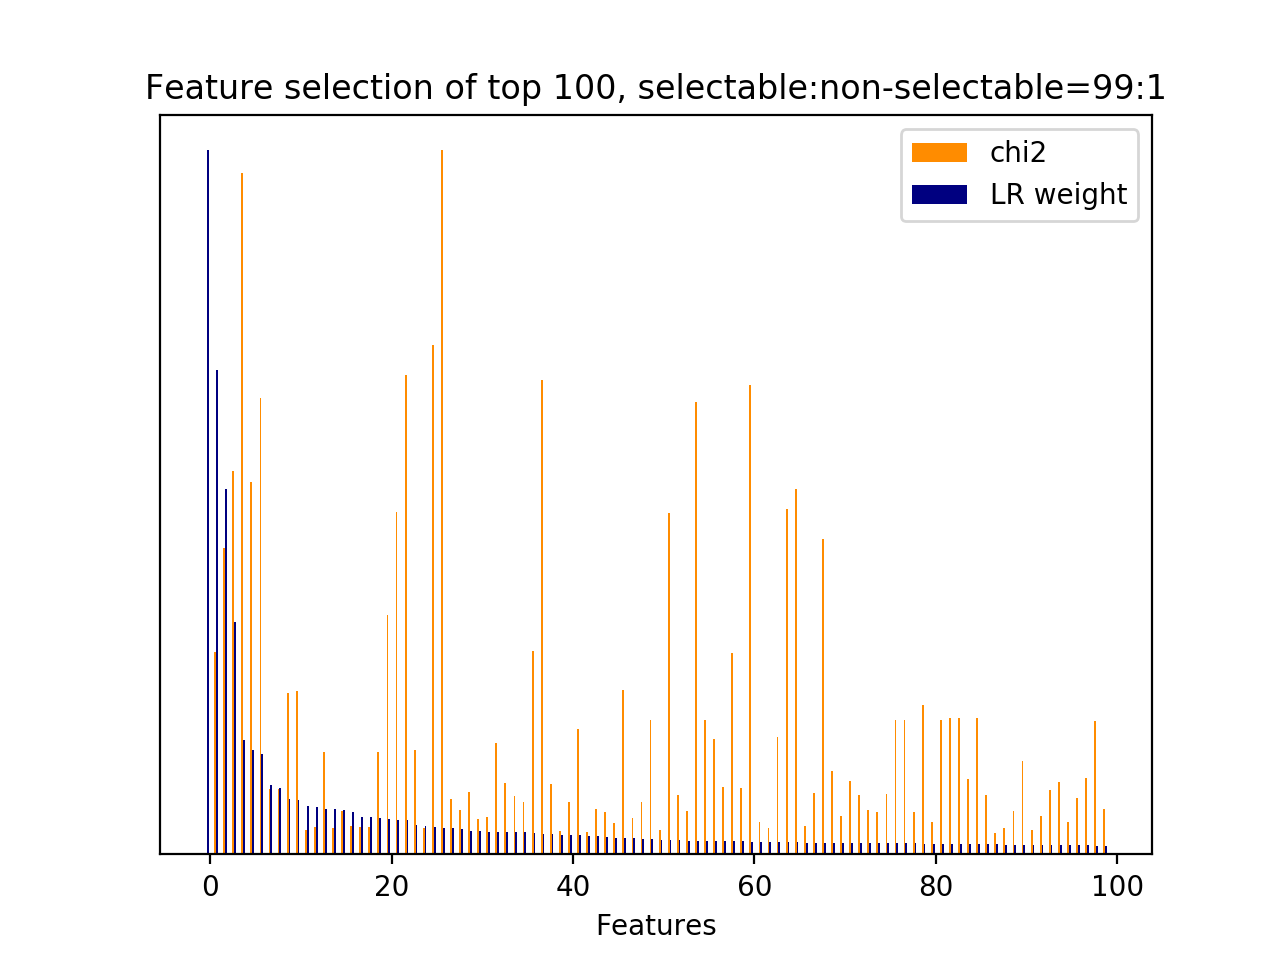 Feature selection of top 100, selectable:non-selectable=99:1
chi2
LR weight
0 20 40 60 80 100
Features